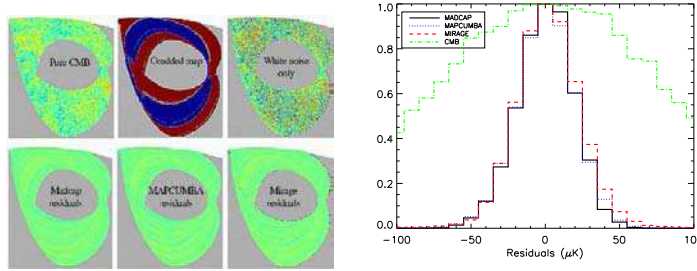 Pure CMB
Coadded map
White noise
only
Madcap
residuals
MAPCUMBA
residuals
Mirage
residuals
1.0
0.8
0.6
0.4
0.2
0.0
MADCAP
MAPCUMBA
MIRAGE
CMB
-100
-50
0
50
10
Residuals (μK)